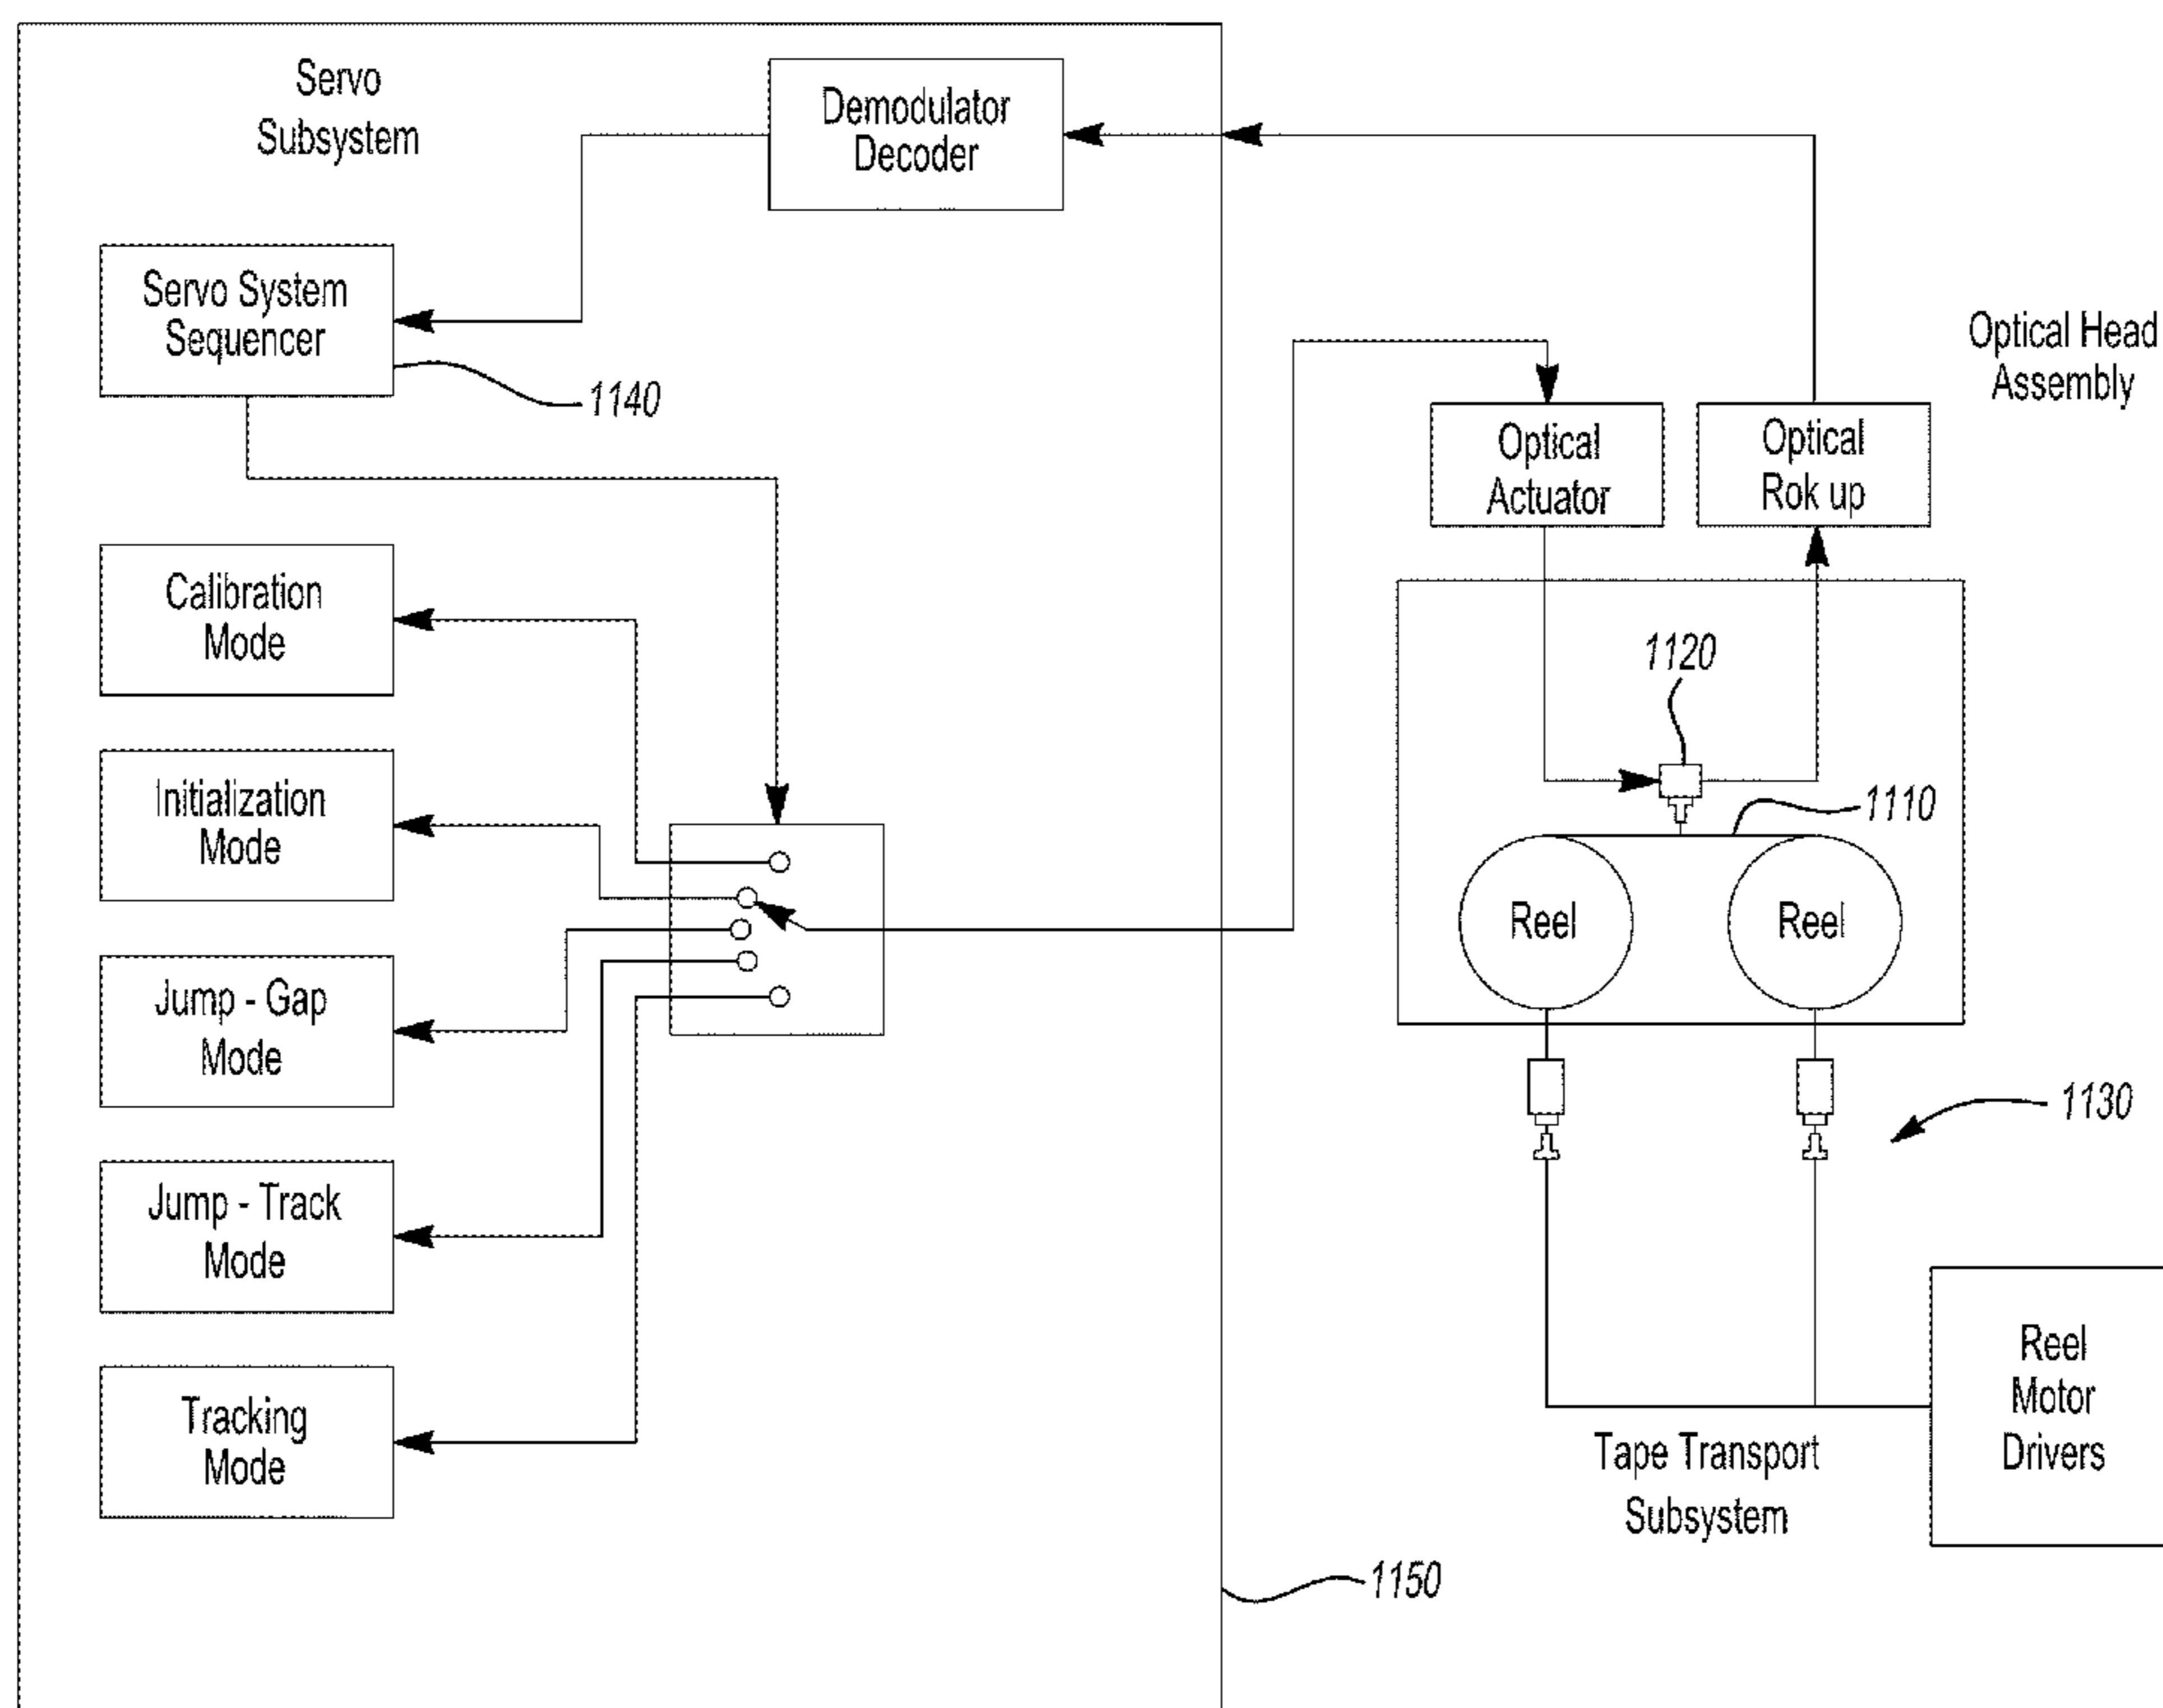 Servo
Subsystem
Demodulator
Decoder
Servo System
Sequencer
1140
Optical Head
Assembly
Optical
Actuator
Optical
Rok up
Calibration
Mode
1120
Initialization
Mode
1110
Reel
Reel
Jump - Gap
Mode
1130
Jump - Track
Mode
Reel
Motor
Drivers
Tracking
Mode
Tape Transport
Subsystem
1150